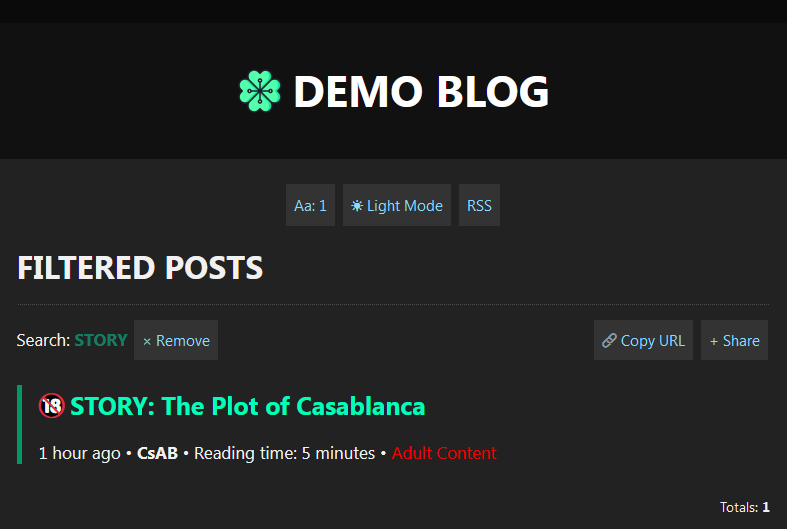 DEMO BLOG
Aa: 1 ☀ Light Mode RSS
FILTERED POSTS
Search: STORY × Remove 🔗 Copy URL + Share
🔞 STORY: The Plot of Casablanca
1 hour ago • CsAB • Reading time: 5 minutes • Adult Content
Totals: 1